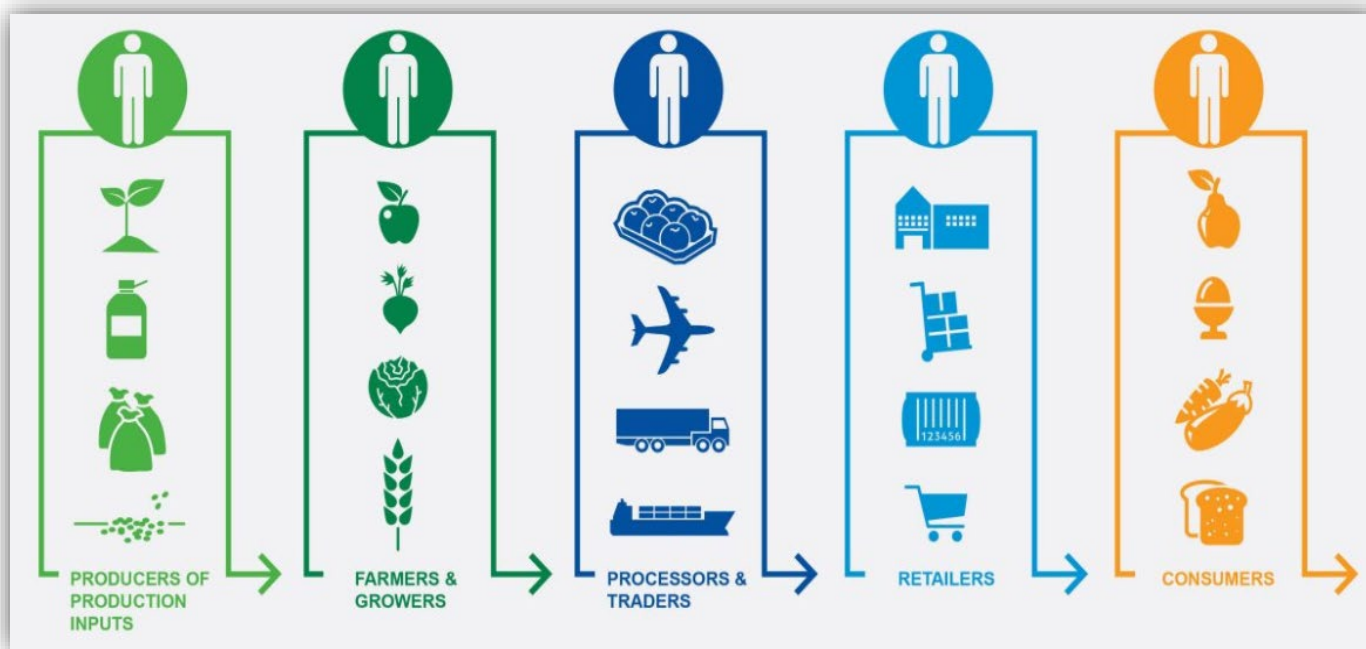 123456
PRODUCERS OF
PRODUCTION
INPUTS
FARMERS &
GROWERS
PROCESSORS &
TRADERS
RETAILERS
CONSUMERS